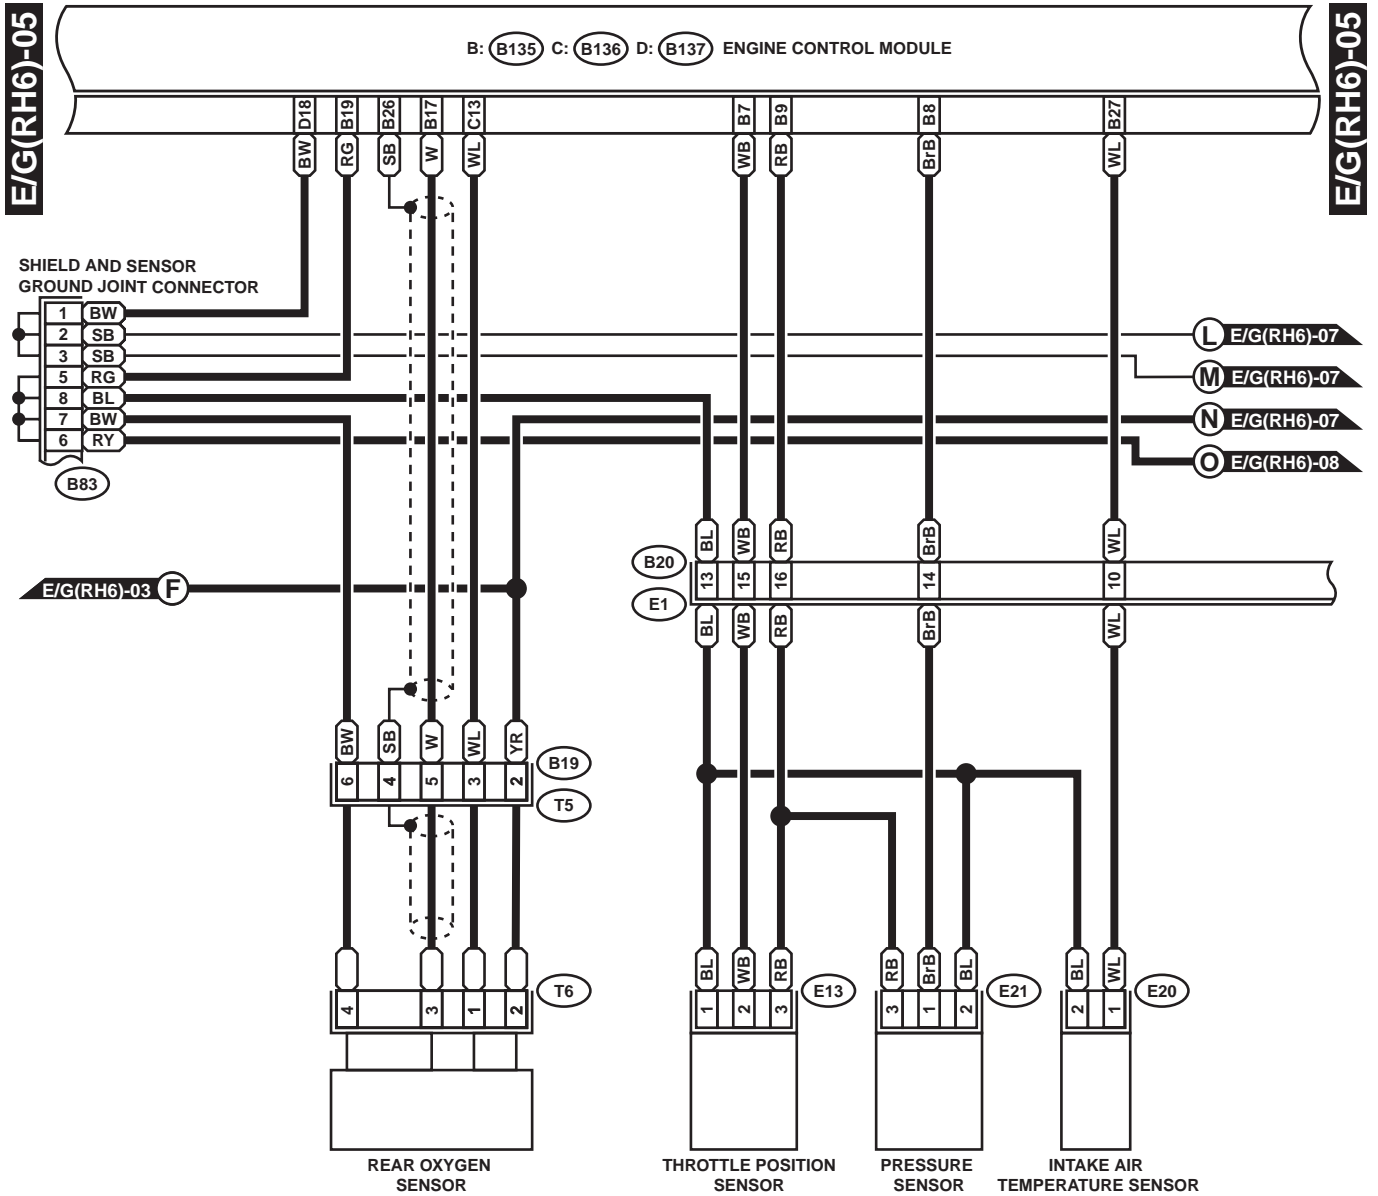 E/G(RH6)-05
E/G(RH6)-05
B: B135 C: B136 D: B137 ENGINE CONTROL MODULE
D18 B19 B26 B17 C13 B7 B9 B8 B27
BW RG SB W WL WB RB BrB WL
SHIELD AND SENSOR
GROUND JOINT CONNECTOR
1 BW
2 SB
L E/G(RH6)-07
3 SB
5 RG
M E/G(RH6)-07
8 BL
7 BW
N E/G(RH6)-07
6 RY
O E/G(RH6)-08
B83
BL WB RB BrB WL
B20
13 15 16 14 10
E/G(RH6)-03 F
E1
BL WB RB BrB WL
BW SB W WL YR
B19
6 4 5 3 2
T5
BL WB RB RB BrB BL BL WL
T6 E13 E21 E20
4 3 1 2 1 2 3 3 1 2 2 1
REAR OXYGEN
SENSOR
THROTTLE POSITION
SENSOR
PRESSURE
SENSOR
INTAKE AIR
TEMPERATURE SENSOR